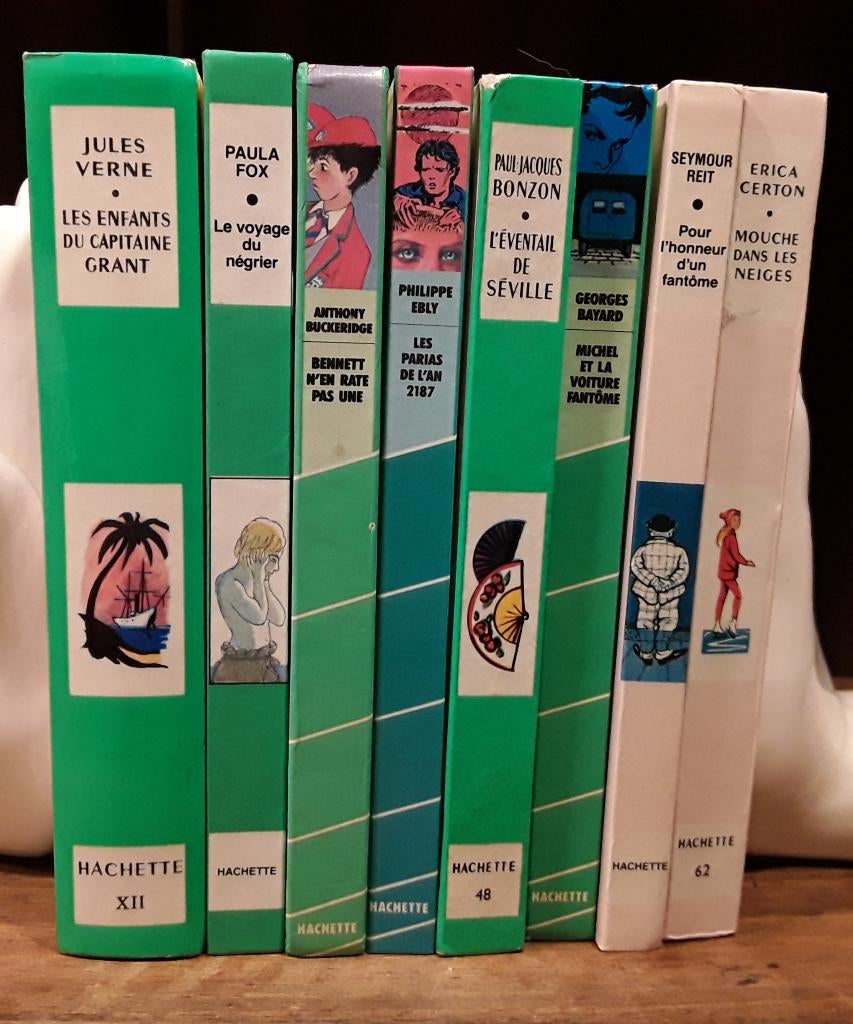 JULES
VERNE
•
LES ENFANTS
DU CAPITAINE
GRANT
HACHETTE
XII
PAULA
FOX
•
Le voyage
du
négrier
HACHETTE
ANTHONY
BUCKERIDGE
BENNETT
N'EN RATE
PAS UNE
HACHETTE
PHILIPPE
EBLY
LES
PARIAS
DE L'AN
2187
HACHETTE
PAUL-JACQUES
BONZON
•
L'ÉVENTAIL
DE
SÉVILLE
HACHETTE
48
GEORGES
BAYARD
MICHEL
ET LA
VOITURE
FANTÔME
HACHETTE
SEYMOUR
REIT
•
Pour
l'honneur
d'un
fantôme
HACHETTE
ERICA
CERTON
•
MOUCHE
DANS LES
NEIGES
HACHETTE
62